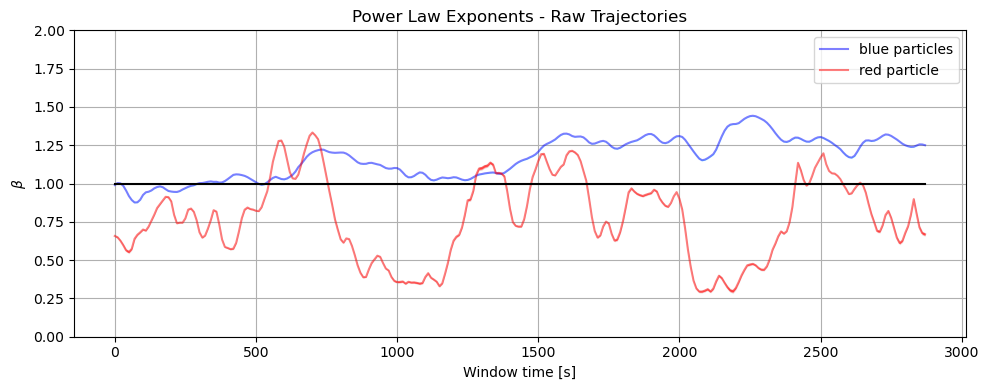 Power Law Exponents - Raw Trajectories
2.00
1.75
1.50
1.25
1.00
0.75
0.50
0.25
0.00
β
blue particles
red particle
0 500 1000 1500 2000 2500 3000
Window time [s]